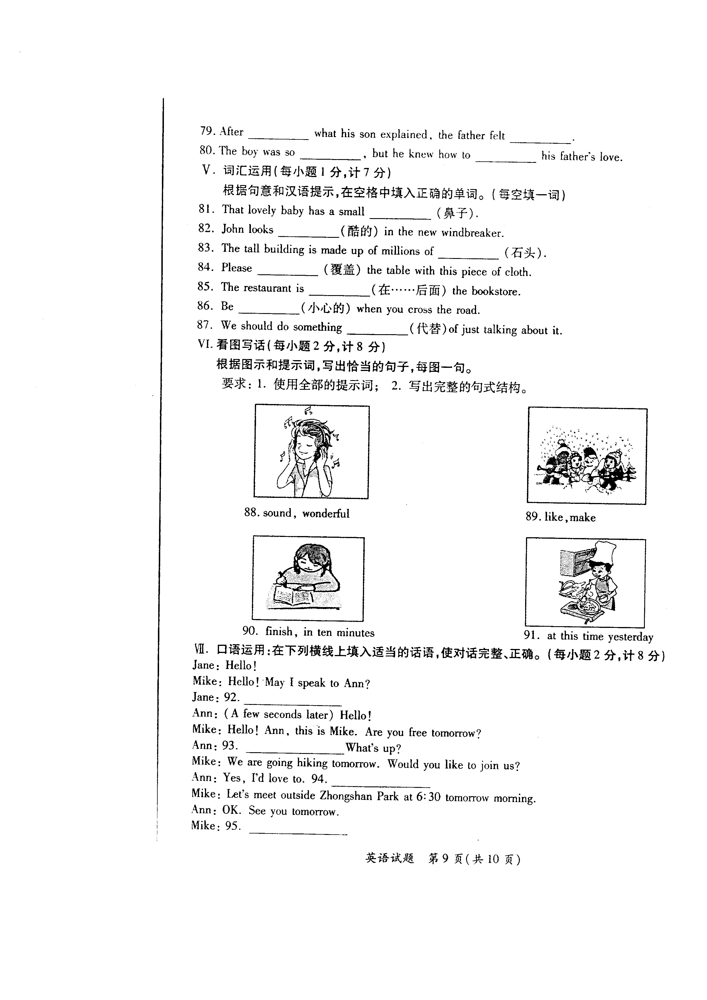 79. After __________ what his son explained, the father felt __________.
80. The boy was so __________, but he knew how to __________ his father's love.
Ⅴ. 词汇运用(每小题1分,计7分)
根据句意和汉语提示,在空格中填入正确的单词。(每空填一词)
81. That lovely baby has a small __________ (鼻子).
82. John looks __________(酷的) in the new windbreaker.
83. The tall building is made up of millions of __________ (石头).
84. Please __________ (覆盖) the table with this piece of cloth.
85. The restaurant is __________(在……后面) the bookstore.
86. Be __________(小心的) when you cross the road.
87. We should do something __________(代替)of just talking about it.
Ⅵ. 看图写话(每小题2分,计8分)
根据图示和提示词,写出恰当的句子,每图一句。
要求: 1. 使用全部的提示词; 2. 写出完整的句式结构。
88. sound, wonderful
89. like,make
90. finish, in ten minutes
91. at this time yesterday
Ⅶ. 口语运用:在下列横线上填入适当的话语,使对话完整、正确。(每小题2分,计8分)
Jane: Hello!
Mike: Hello! May I speak to Ann?
Jane: 92. ________________
Ann: (A few seconds later) Hello!
Mike: Hello! Ann, this is Mike. Are you free tomorrow?
Ann: 93. ________________What's up?
Mike: We are going hiking tomorrow. Would you like to join us?
Ann: Yes, I'd love to. 94. ________________
Mike: Let's meet outside Zhongshan Park at 6:30 tomorrow morning.
Ann: OK. See you tomorrow.
Mike: 95. ________________
英语试题 第9页(共10页)